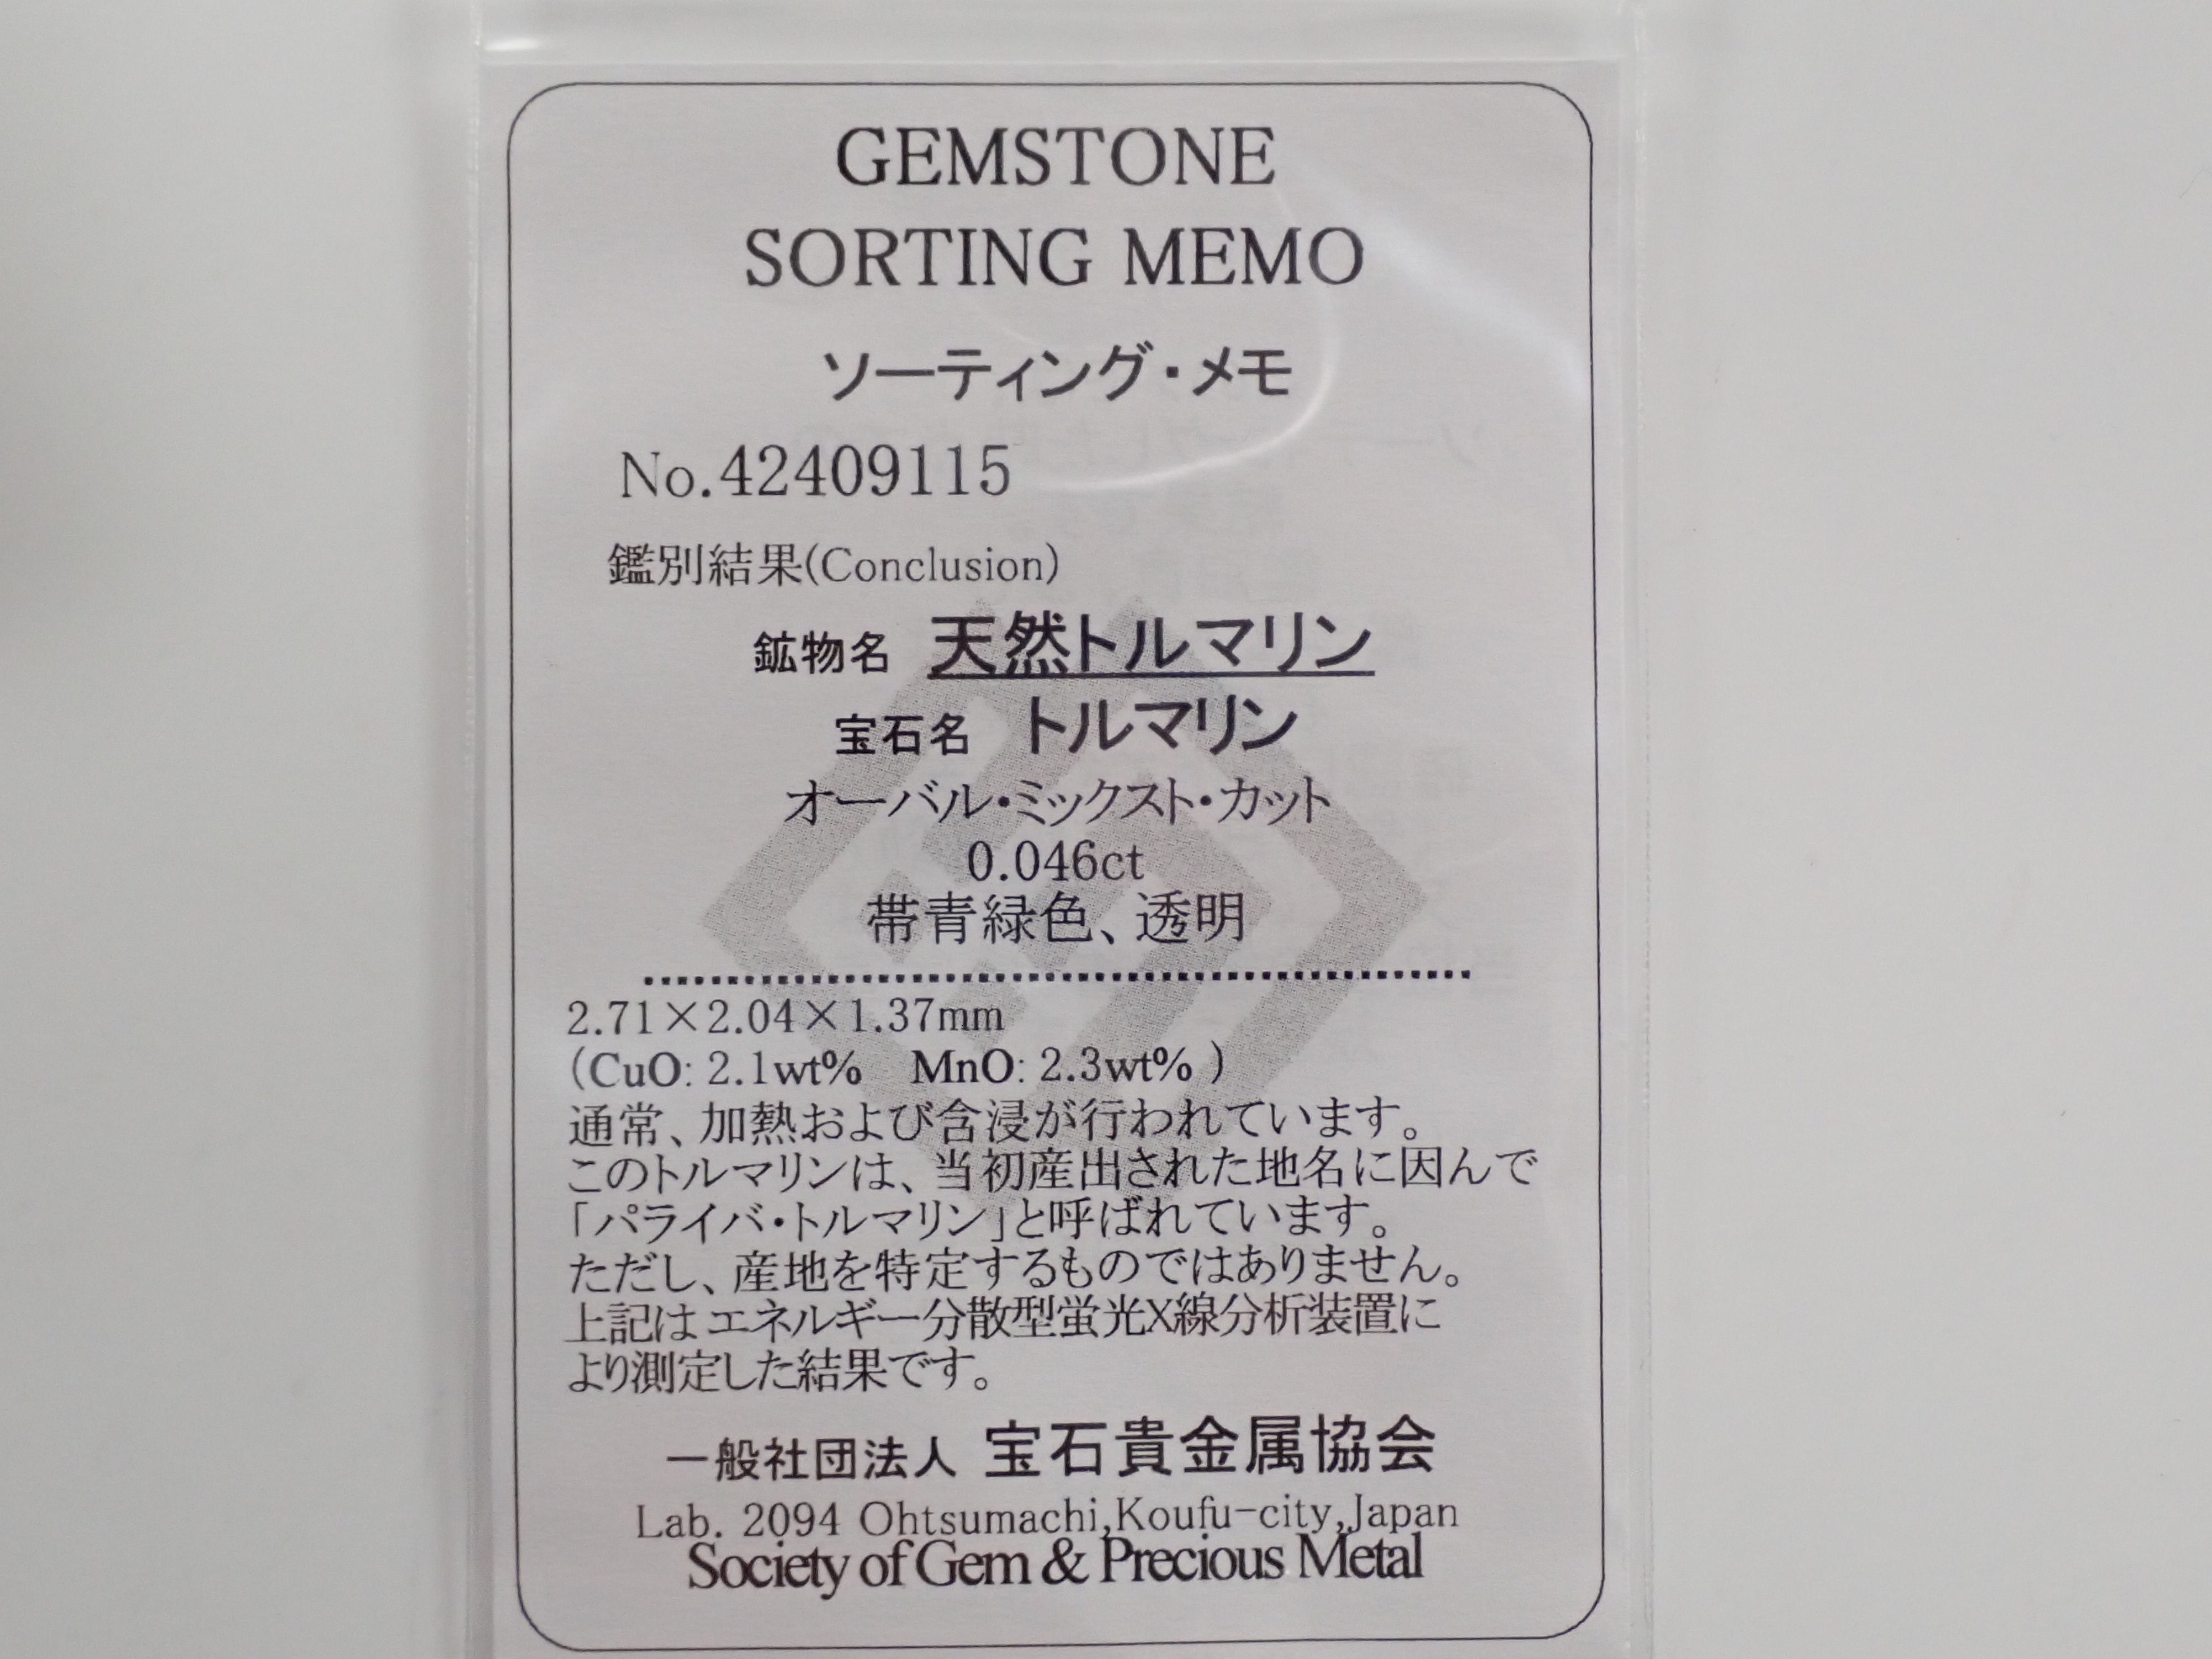 GEMSTONE
SORTING MEMO
ソーティング・メモ
No.42409115
鑑別結果(Conclusion)
鉱物名 天然トルマリン
宝石名 トルマリン
オーバル・ミックスト・カット
0.046ct
帯青緑色、透明
2.71×2.04×1.37mm
(CuO: 2.1wt% MnO: 2.3wt% )
通常、加熱および含浸が行われています。
このトルマリンは、当初産出された地名に因んで
「パライバ・トルマリン」と呼ばれています。
ただし、産地を特定するものではありません。
上記はエネルギー分散型蛍光X線分析装置に
より測定した結果です。
一般社団法人 宝石貴金属協会
Lab. 2094 Ohtsumachi,Koufu-city,Japan
Society of Gem & Precious Metal